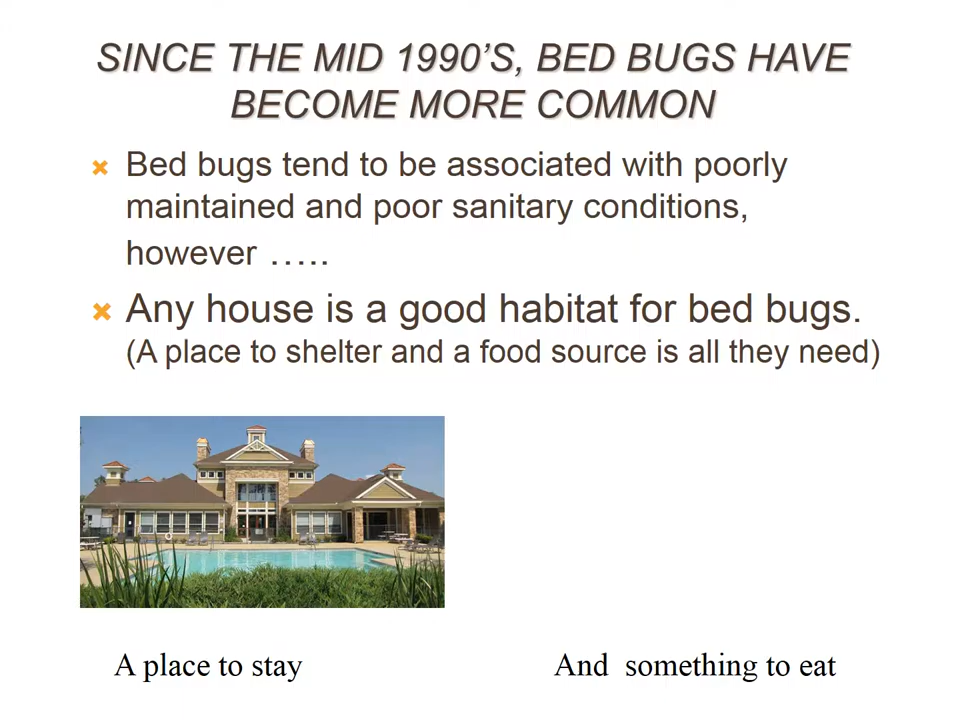 SINCE THE MID 1990’S, BED BUGS HAVE
BECOME MORE COMMON
Bed bugs tend to be associated with poorly
maintained and poor sanitary conditions,
however …..
Any house is a good habitat for bed bugs.
(A place to shelter and a food source is all they need)
A place to stay
And  something to eat